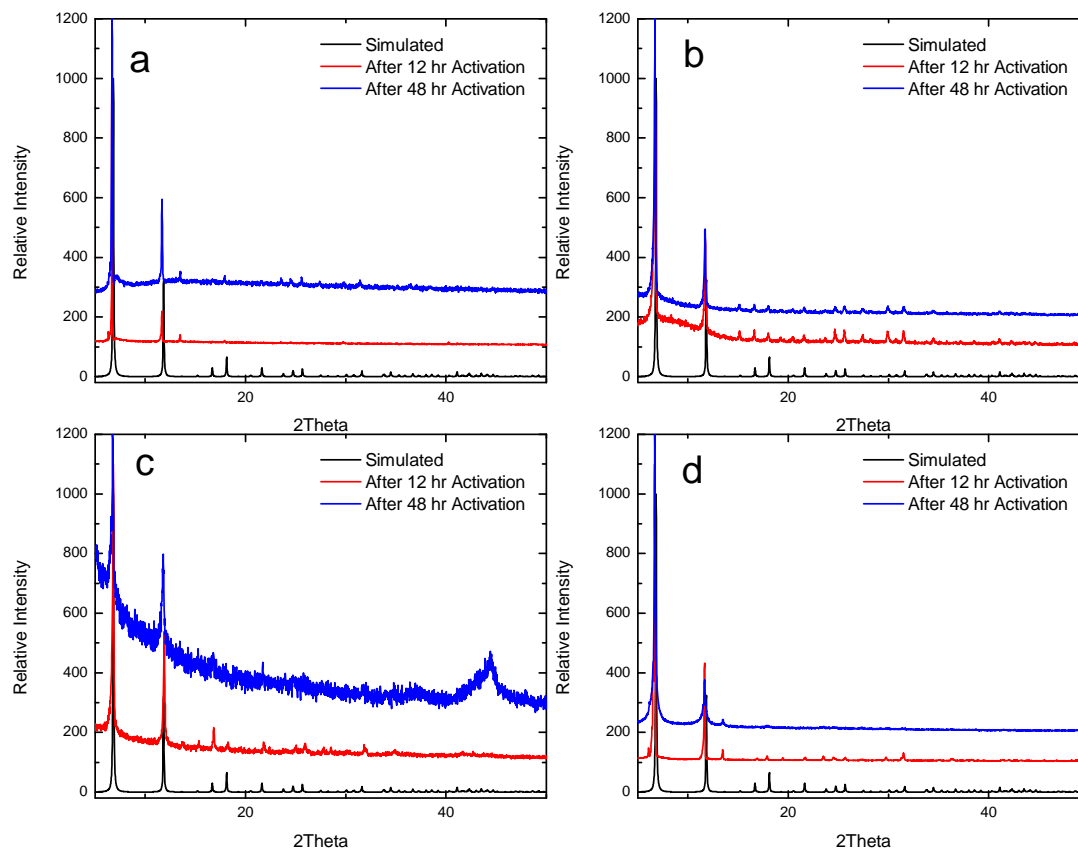 a
Simulated
After 12 hr Activation
After 48 hr Activation
Relative Intensity
1200
1000
800
600
400
200
0
20
40
2Theta
b
Simulated
After 12 hr Activation
After 48 hr Activation
Relative Intensity
1200
1000
800
600
400
200
0
20
40
2Theta
c
Simulated
After 12 hr Activation
After 48 hr Activation
Relative Intensity
1200
1000
800
600
400
200
0
20
40
2Theta
d
Simulated
After 12 hr Activation
After 48 hr Activation
Relative Intensity
1200
1000
800
600
400
200
0
20
40
2Theta